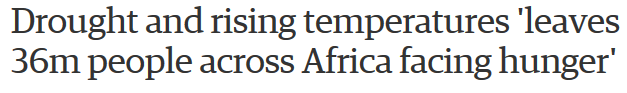 Drought and rising temperatures 'leaves
36m people across Africa facing hunger'